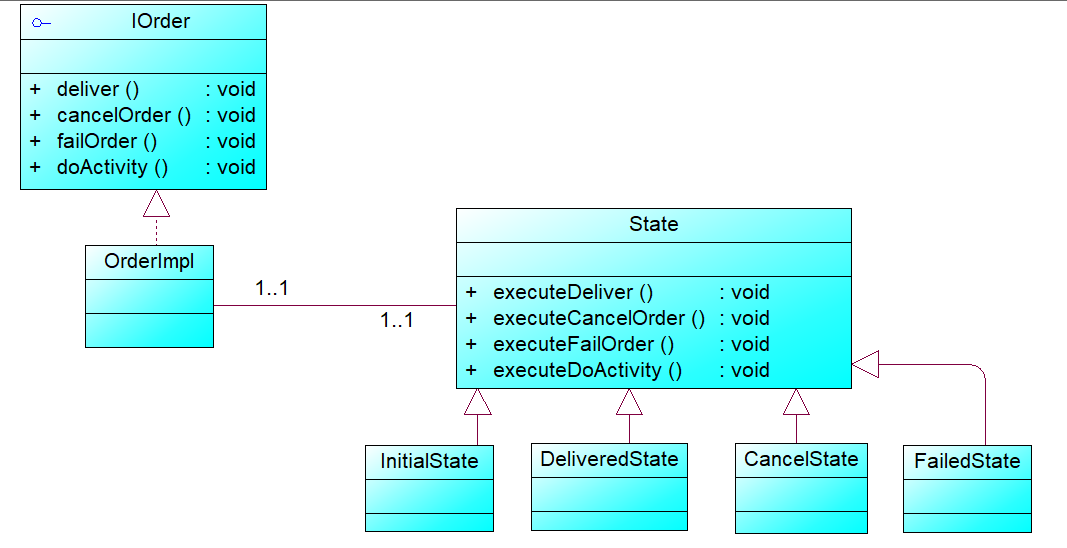 IOrder
+ deliver () : void
+ cancelOrder () : void
+ failOrder () : void
+ doActivity () : void
OrderImpl
1..1
1..1
State
+ executeDeliver () : void
+ executeCancelOrder () : void
+ executeFailOrder () : void
+ executeDoActivity () : void
InitialState
DeliveredState
CancelState
FailedState